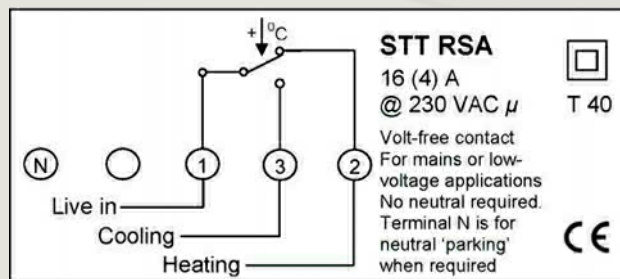 + ⁰C
STT RSA
16 (4) A
@ 230 VAC µ
T 40
Volt-free contact
For mains or low-
voltage applications
No neutral required.
Terminal N is for
neutral 'parking'
when required
N
1
3
2
Live in
Cooling
Heating
CE